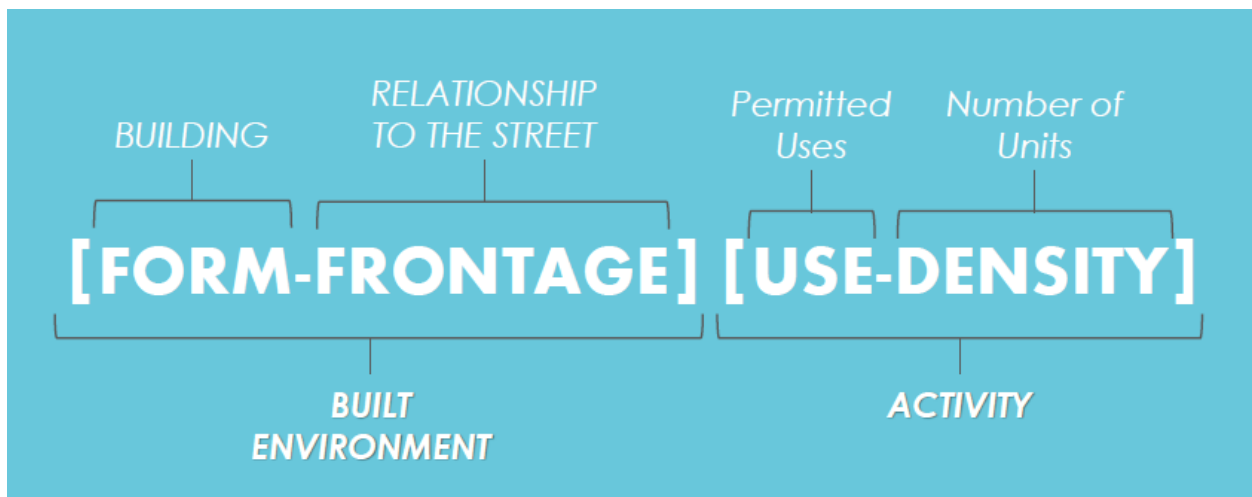 BUILDING
RELATIONSHIP
TO THE STREET
Permitted
Uses
Number of
Units
[FORM-FRONTAGE] [USE-DENSITY]
BUILT
ENVIRONMENT
ACTIVITY